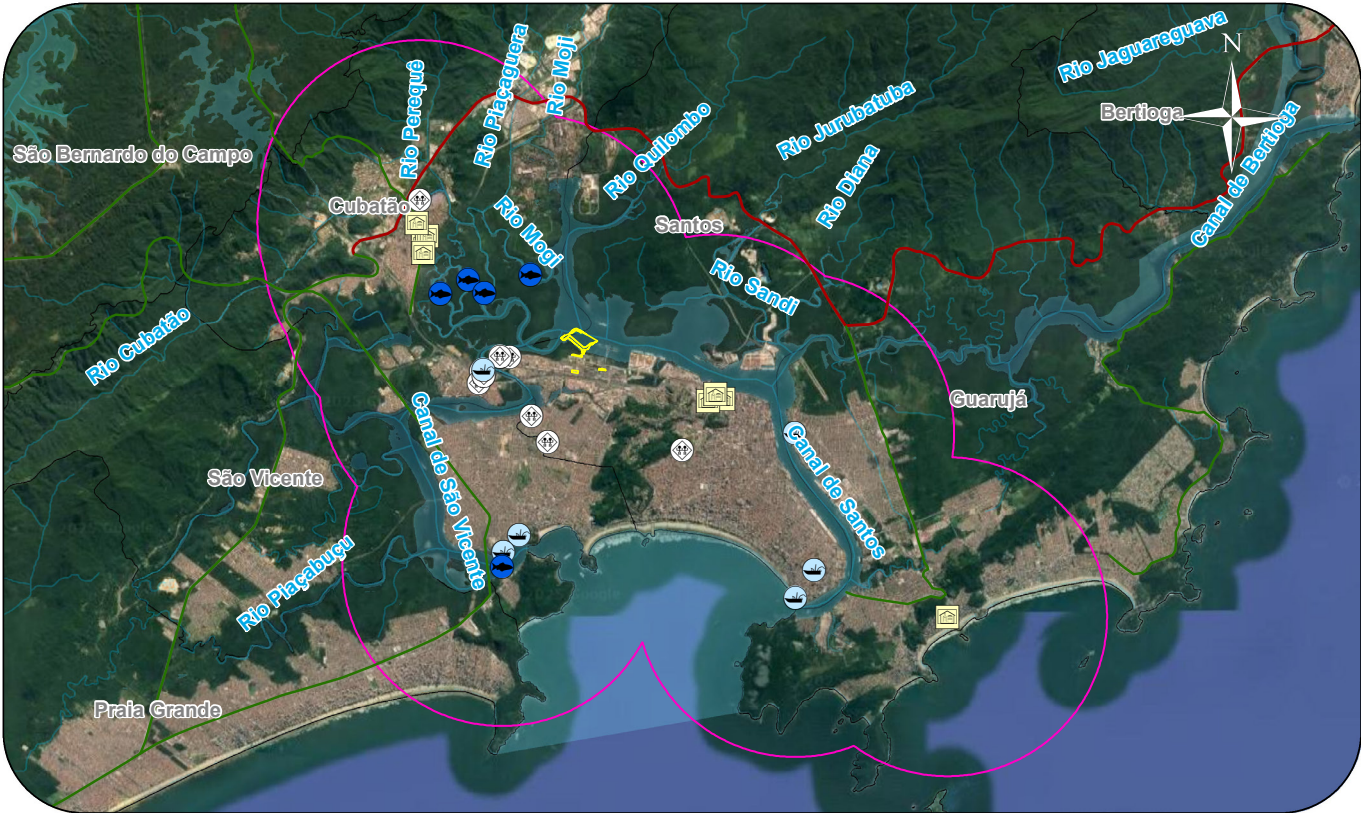 Rio Jaguareguava
N
Rio Piaçaguera
Rio Moji
Rio Perequê
Bertioga
Rio Jurubatuba
Rio Quilombo
São Bernardo do Campo
Canal de Bertioga
Rio Diana
Cubatão
Santos
Rio Mogi
Rio Sandi
Rio Cubatão
Guarujá
Canal de São Vicente
São Vicente
Canal de Santos
Rio Piaçabuçu
Praia Grande